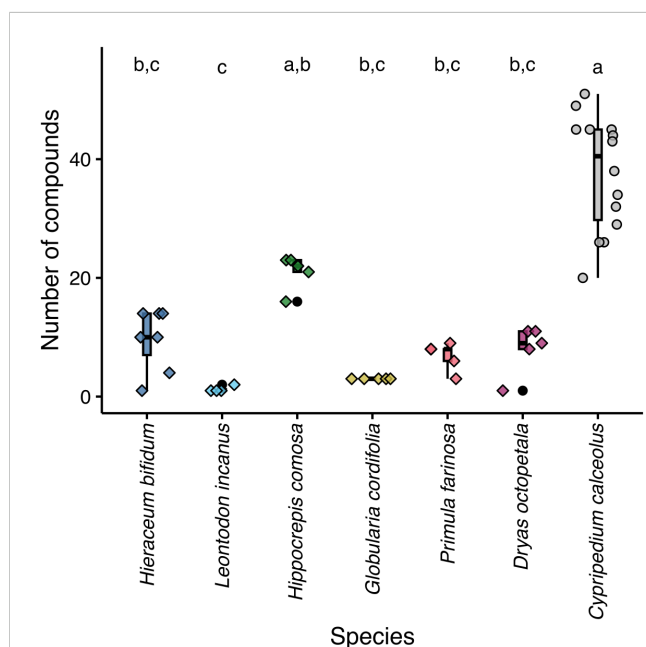 b,c c a,b b,c b,c b,c a
Number of compounds
40
20
0
Hieraceum bifidum
Leontodon incanus
Hippocrepis comosa
Globularia cordifolia
Primula farinosa
Dryas octopetala
Cypripedium calceolus
Species